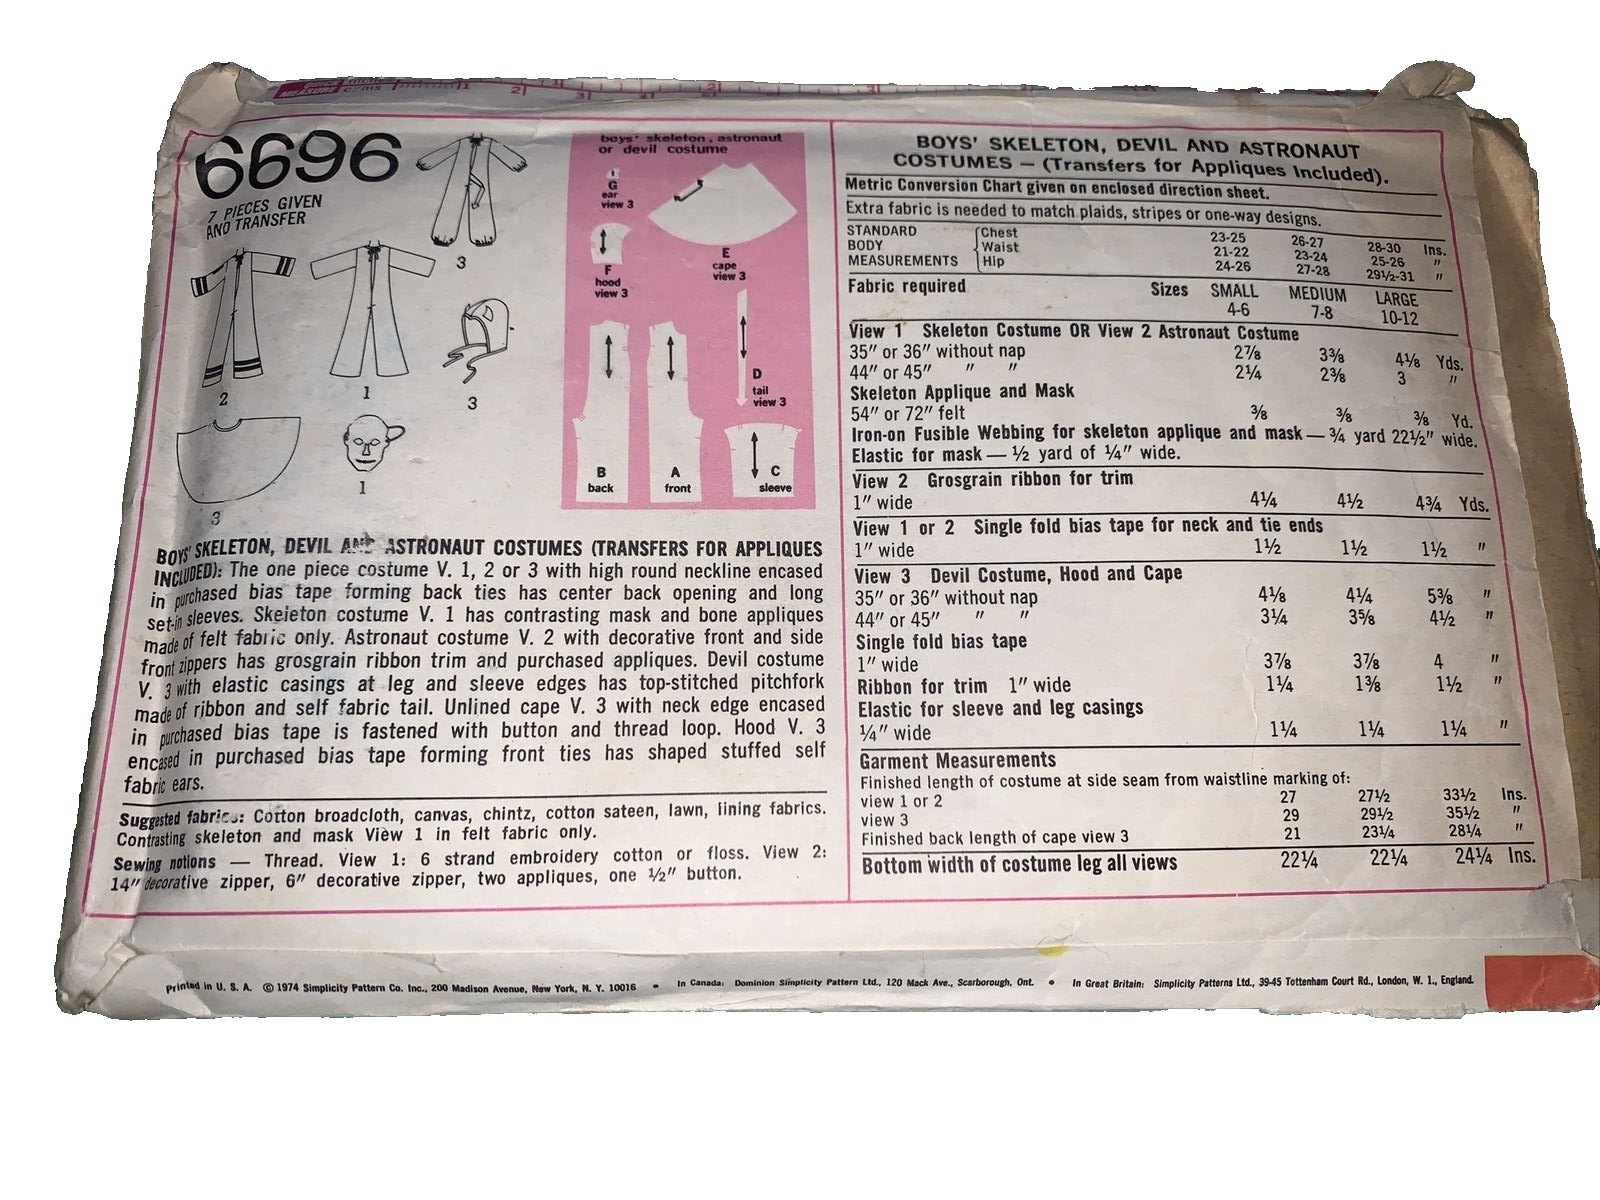 MEASURE
6696
7 PIECES GIVEN
AND TRANSFER
3
2
1
3
3
1
boys' skeleton, astronaut
or devil costume
G
ear
view 3
F
hood
view 3
E
cape
view 3
D
tail
view 3
B
back
A
front
C
sleeve
BOYS' SKELETON, DEVIL AND ASTRONAUT COSTUMES (TRANSFERS FOR APPLIQUES
INCLUDED): The one piece costume V. 1, 2 or 3 with high round neckline encased
in purchased bias tape forming back ties has center back opening and long
set-in sleeves. Skeleton costume V. 1 has contrasting mask and bone appliques
made of felt fabric only. Astronaut costume V. 2 with decorative front and side
front zippers has grosgrain ribbon trim and purchased appliques. Devil costume
V. 3 with elastic casings at leg and sleeve edges has top-stitched pitchfork
made of ribbon and self fabric tail. Unlined cape V. 3 with neck edge encased
in purchased bias tape is fastened with button and thread loop. Hood V. 3
encased in purchased bias tape forming front ties has shaped stuffed self
fabric ears.
Suggested fabrics: Cotton broadcloth, canvas, chintz, cotton sateen, lawn, lining fabrics.
Contrasting skeleton and mask View 1 in felt fabric only.
Sewing notions — Thread. View 1: 6 strand embroidery cotton or floss. View 2:
14" decorative zipper, 6" decorative zipper, two appliques, one ½" button.
BOYS' SKELETON, DEVIL AND ASTRONAUT
COSTUMES — (Transfers for Appliques Included).
Metric Conversion Chart given on enclosed direction sheet.
Extra fabric is needed to match plaids, stripes or one-way designs.
STANDARD Chest 23-25 26-27 28-30 Ins.
BODY Waist 21-22 23-24 25-26 "
MEASUREMENTS Hip 24-26 27-28 29½-31 "
Fabric required Sizes SMALL MEDIUM LARGE
4-6 7-8 10-12
View 1 Skeleton Costume OR View 2 Astronaut Costume
35" or 36" without nap 2⅞ 3⅜ 4⅛ Yds.
44" or 45" " " 2¼ 2⅜ 3 "
Skeleton Applique and Mask
54" or 72" felt ⅜ ⅜ ⅜ Yd.
Iron-on Fusible Webbing for skeleton applique and mask — ¾ yard 22½" wide.
Elastic for mask — ½ yard of ¼" wide.
View 2 Grosgrain ribbon for trim
1" wide 4¼ 4½ 4¾ Yds.
View 1 or 2 Single fold bias tape for neck and tie ends
1" wide 1½ 1½ 1½ "
View 3 Devil Costume, Hood and Cape
35" or 36" without nap 4⅛ 4¼ 5⅜ "
44" or 45" " " 3¼ 3⅝ 4½ "
Single fold bias tape
1" wide 3⅞ 3⅞ 4 "
Ribbon for trim 1" wide 1¼ 1⅜ 1½ "
Elastic for sleeve and leg casings
¼" wide 1¼ 1¼ 1¼ "
Garment Measurements
Finished length of costume at side seam from waistline marking of:
view 1 or 2 27 27½ 33½ Ins.
view 3 29 29½ 35½ "
Finished back length of cape view 3 21 23¼ 28¼ "
Bottom width of costume leg all views 22¼ 22¼ 24¼ Ins.
Printed in U. S. A. © 1974 Simplicity Pattern Co. Inc., 200 Madison Avenue, New York, N. Y. 10016 • In Canada: Dominion Simplicity Pattern Ltd., 120 Mack Ave., Scarborough, Ont. • In Great Britain: Simplicity Patterns Ltd., 39-45 Tottenham Court Rd., London, W. 1., England.